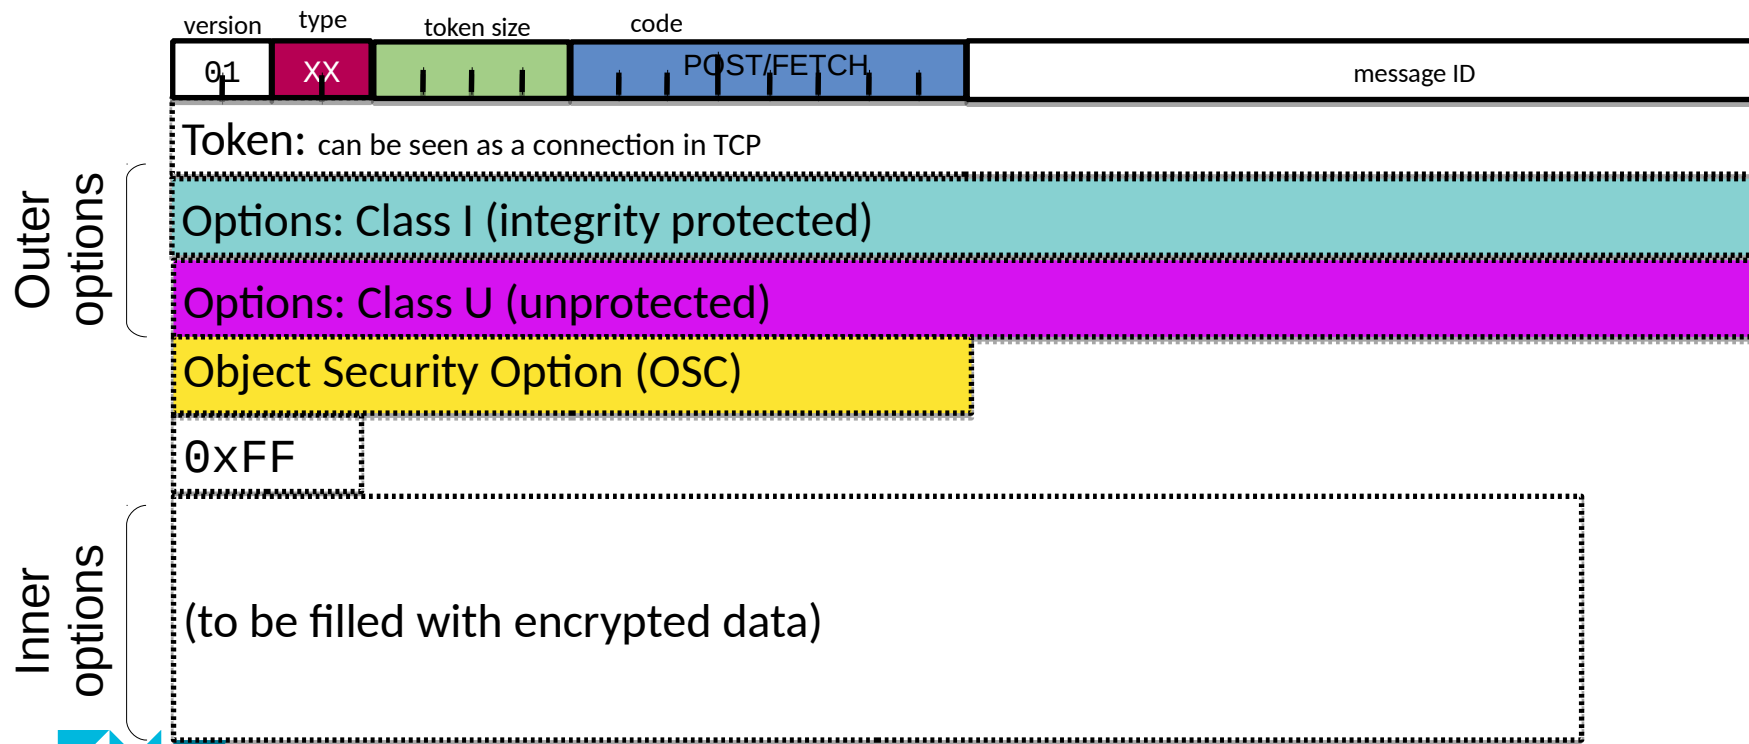 version type token size code
01 XX POST/FETCH message ID
Token: can be seen as a connection in TCP
Outer
options
Options: Class I (integrity protected)
Options: Class U (unprotected)
Object Security Option (OSC)
0xFF
Inner
options
(to be filled with encrypted data)